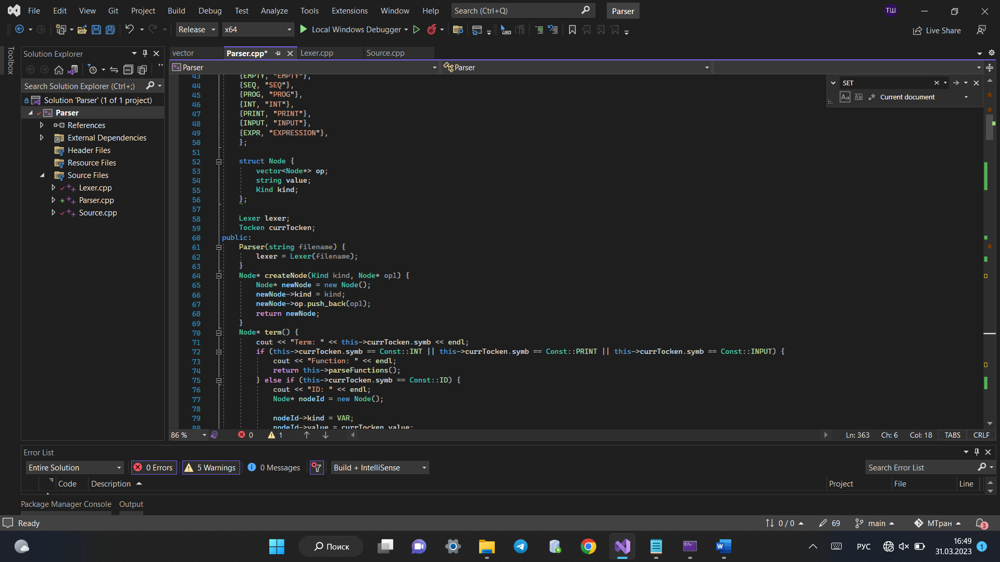 File Edit View Git Project Build Debug Test Analyze Tools Extensions Window Help Search (Ctrl+Q) Parser ТШ
Release x64 Local Windows Debugger Live Share
Toolbox
Solution Explorer
Search Solution Explorer (Ctrl+;)
Solution 'Parser' (1 of 1 project)
Parser
References
External Dependencies
Header Files
Resource Files
Source Files
Lexer.cpp
Parser.cpp
Source.cpp
vector Parser.cpp* Lexer.cpp Source.cpp
Parser Parser
SET
Aa Ab Current document
43 {EMPTY, "EMPTY"},
44 {SEQ, "SEQ"},
45 {PROG, "PROG"},
46 {INT, "INT"},
47 {PRINT, "PRINT"},
48 {INPUT, "INPUT"},
49 {EXPR, "EXPRESSION"},
50 };
51
52 struct Node {
53 vector<Node*> op;
54 string value;
55 Kind kind;
56 };
57
58 Lexer lexer;
59 Tocken currTocken;
60 public:
61 Parser(string filename) {
62 lexer = Lexer(filename);
63 }
64 Node* createNode(Kind kind, Node* op1) {
65 Node* newNode = new Node();
66 newNode->kind = kind;
67 newNode->op.push_back(op1);
68 return newNode;
69 }
70 Node* term() {
71 cout << "Term: " << this->currTocken.symb << endl;
72 if (this->currTocken.symb == Const::INT || this->currTocken.symb == Const::PRINT || this->currTocken.symb == Const::INPUT) {
73 cout << "Function: " << endl;
74 return this->parseFunctions();
75 } else if (this->currTocken.symb == Const::ID) {
76 cout << "ID: " << endl;
77 Node* nodeId = new Node();
78
79 nodeId->kind = VAR;
80 nodeId->value = currTocken.value;
86 % 0 1 Ln: 363 Ch: 6 Col: 18 TABS CRLF
Error List
Entire Solution 0 Errors 5 Warnings 0 Messages Build + IntelliSense Search Error List
Code Description Project File Line
Package Manager Console Output
Ready 0 / 0 69 main МТран 3
Поиск РУС 16:49
31.03.2023 1